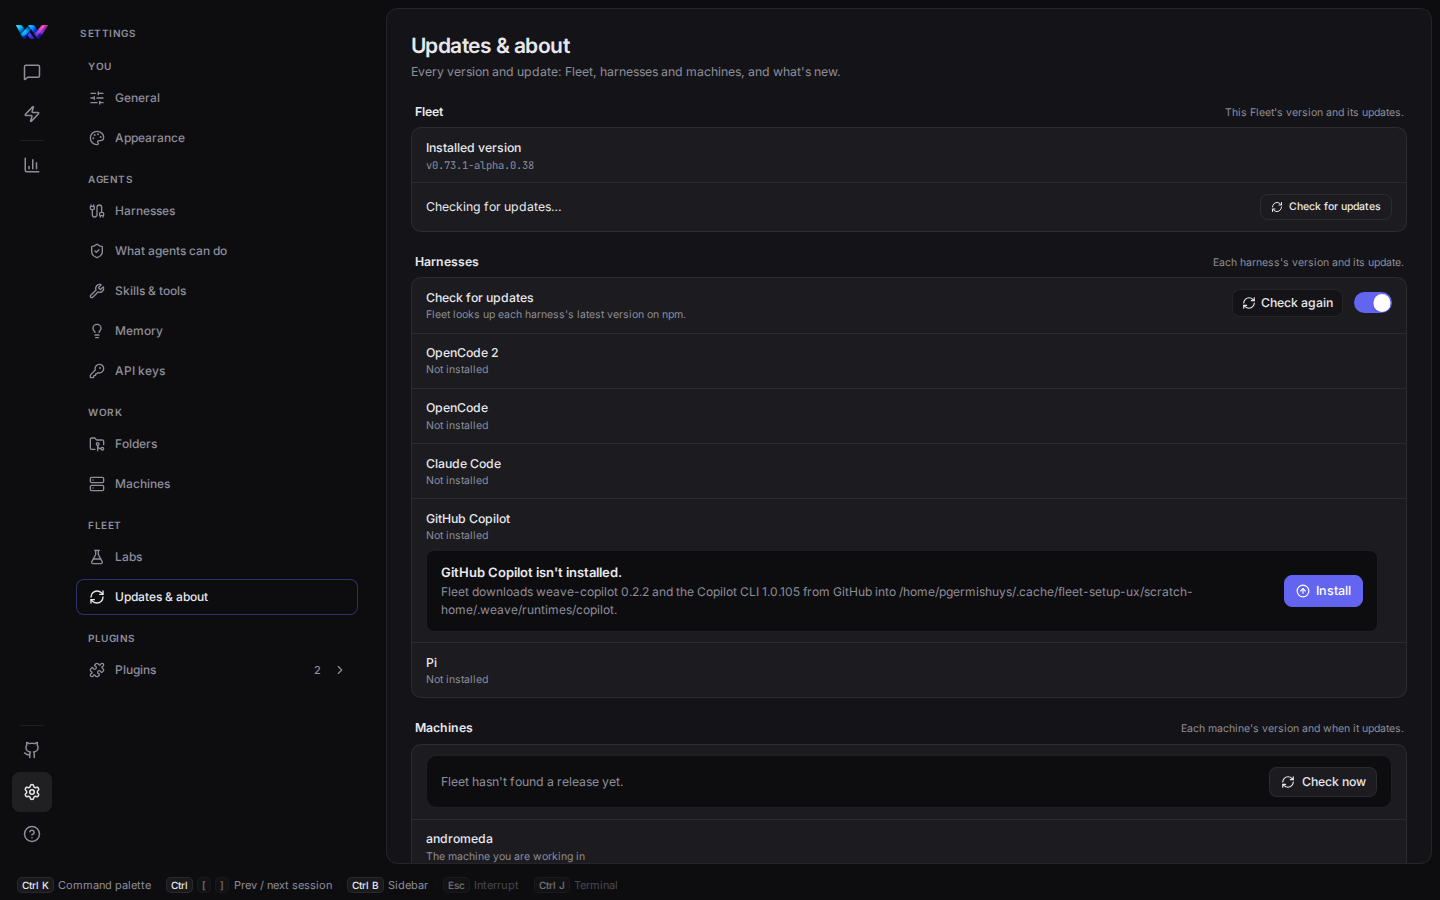 SETTINGS
YOU
General
Appearance
AGENTS
Harnesses
What agents can do
Skills & tools
Memory
API keys
WORK
Folders
Machines
FLEET
Labs
Updates & about
PLUGINS
Plugins 2
Updates & about
Every version and update: Fleet, harnesses and machines, and what's new.
Fleet This Fleet's version and its updates.
Installed version
v0.73.1-alpha.0.38
Checking for updates... Check for updates
Harnesses Each harness's version and its update.
Check for updates
Fleet looks up each harness's latest version on npm.
Check again
OpenCode 2
Not installed
OpenCode
Not installed
Claude Code
Not installed
GitHub Copilot
Not installed
GitHub Copilot isn't installed.
Fleet downloads weave-copilot 0.2.2 and the Copilot CLI 1.0.105 from GitHub into /home/pgermishuys/.cache/fleet-setup-ux/scratch-
home/.weave/runtimes/copilot.
Install
Pi
Not installed
Machines Each machine's version and when it updates.
Fleet hasn't found a release yet. Check now
andromeda
The machine you are working in
Ctrl K Command palette Ctrl [ ] Prev / next session Ctrl B Sidebar Esc Interrupt Ctrl J Terminal